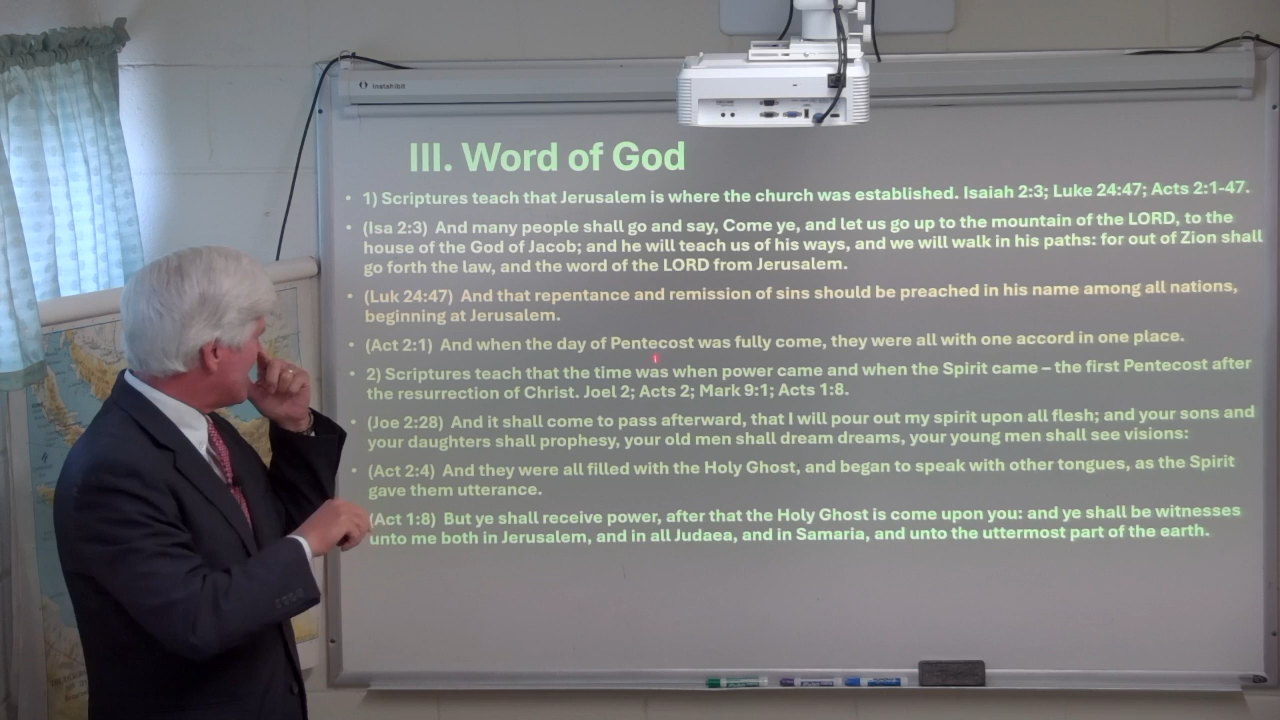 instahibit
III. Word of God
• 1) Scriptures teach that Jerusalem is where the church was established. Isaiah 2:3; Luke 24:47; Acts 2:1-47.
• (Isa 2:3) And many people shall go and say, Come ye, and let us go up to the mountain of the LORD, to the
house of the God of Jacob; and he will teach us of his ways, and we will walk in his paths: for out of Zion shall
go forth the law, and the word of the LORD from Jerusalem.
• (Luk 24:47) And that repentance and remission of sins should be preached in his name among all nations,
beginning at Jerusalem.
• (Act 2:1) And when the day of Pentecost was fully come, they were all with one accord in one place.
• 2) Scriptures teach that the time was when power came and when the Spirit came – the first Pentecost after
the resurrection of Christ. Joel 2; Acts 2; Mark 9:1; Acts 1:8.
• (Joe 2:28) And it shall come to pass afterward, that I will pour out my spirit upon all flesh; and your sons and
your daughters shall prophesy, your old men shall dream dreams, your young men shall see visions:
• (Act 2:4) And they were all filled with the Holy Ghost, and began to speak with other tongues, as the Spirit
gave them utterance.
(Act 1:8) But ye shall receive power, after that the Holy Ghost is come upon you: and ye shall be witnesses
unto me both in Jerusalem, and in all Judaea, and in Samaria, and unto the uttermost part of the earth.